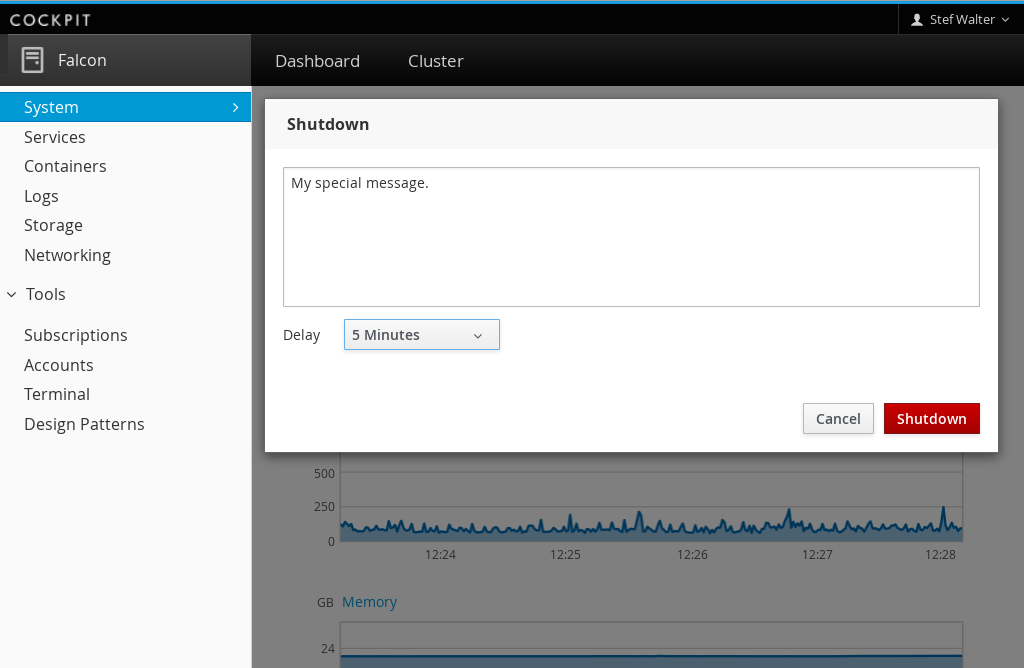 COCKPIT
Stef Walter
Falcon
Dashboard Cluster
System
Services
Containers
Logs
Storage
Networking
Tools
Subscriptions
Accounts
Terminal
Design Patterns
Shutdown
My special message.
Delay 5 Minutes
Cancel Shutdown
500
250
0
12:24 12:25 12:26 12:27 12:28
GB Memory
24